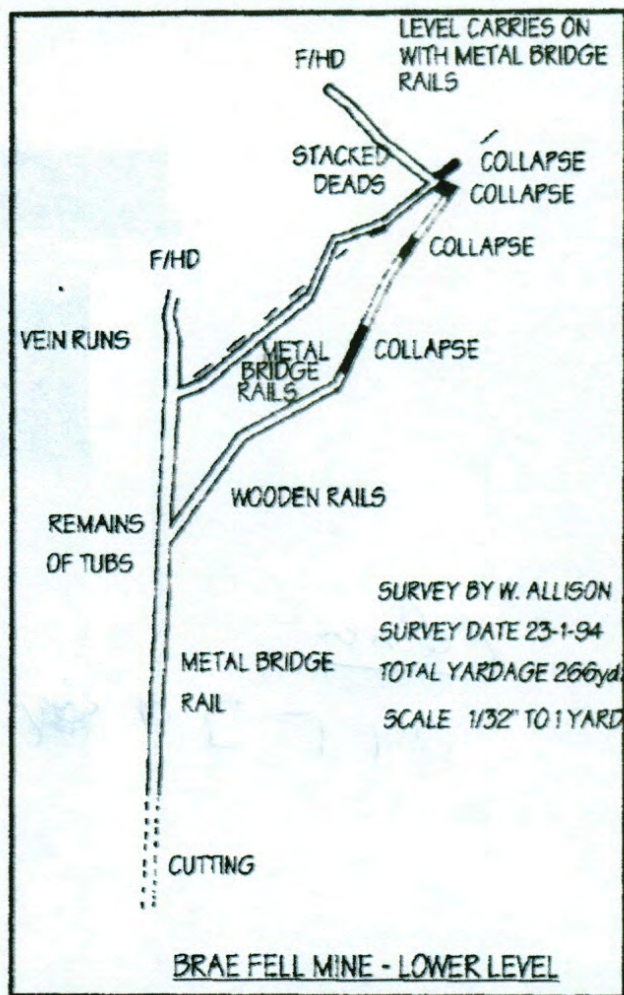 LEVEL CARRIES ON
WITH METAL BRIDGE
RAILS
F/HD
STACKED
DEADS
COLLAPSE
COLLAPSE
COLLAPSE
F/HD
VEIN RUNS
METAL
BRIDGE
RAILS
COLLAPSE
WOODEN RAILS
REMAINS
OF TUBS
SURVEY BY W. ALLISON
SURVEY DATE 23-1-94
METAL BRIDGE
RAIL
TOTAL YARDAGE 266yd
SCALE 1/32" TO 1 YARD
CUTTING
BRAE FELL MINE - LOWER LEVEL